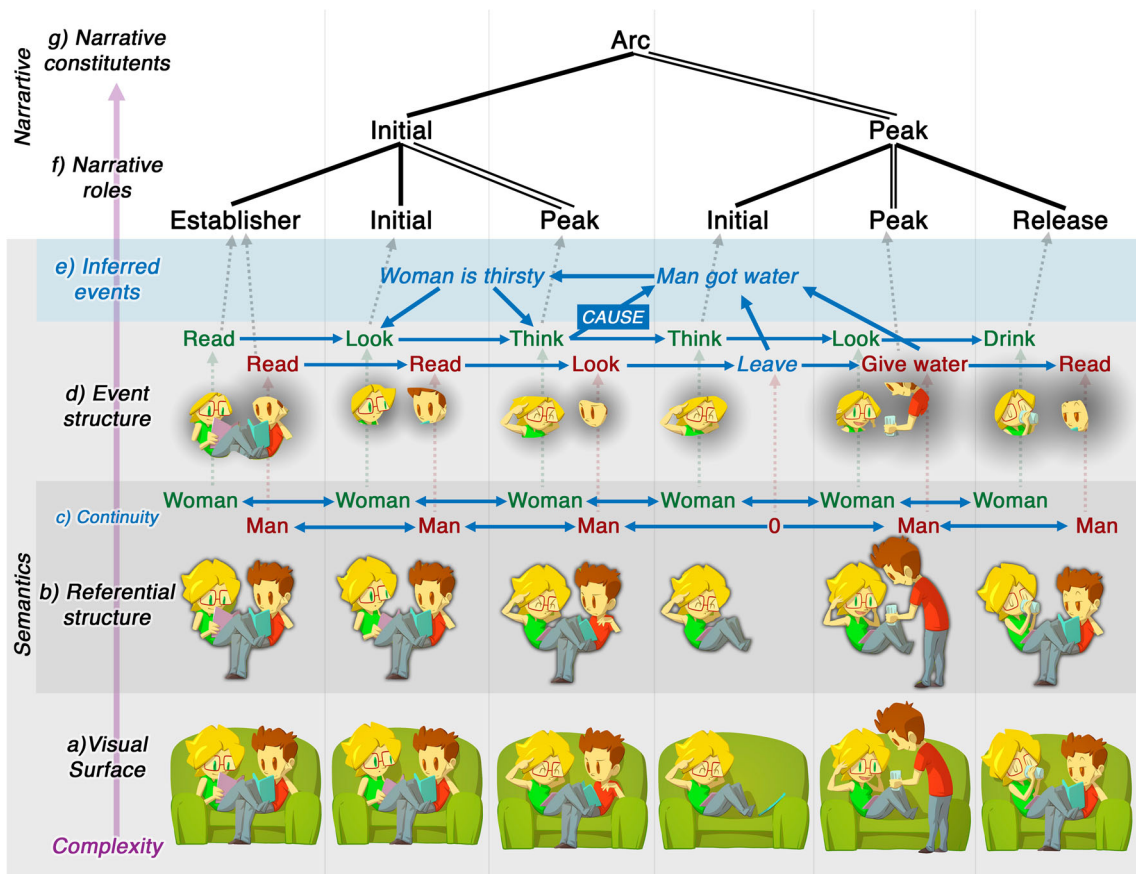 g) Narrative
constitutents
Arc
Narrartive
Initial
Peak
f) Narrative
roles
Establisher
Initial
Peak
Initial
Peak
Release
e) Inferred
events
Woman is thirsty
Man got water
CAUSE
Read
Look
Think
Think
Look
Drink
Read
Read
Look
Leave
Give water
Read
d) Event
structure
Woman
Woman
Woman
Woman
Woman
Woman
c) Continuity
Man
Man
Man
0
Man
Man
Semantics
b) Referential
structure
a)Visual
Surface
Complexity